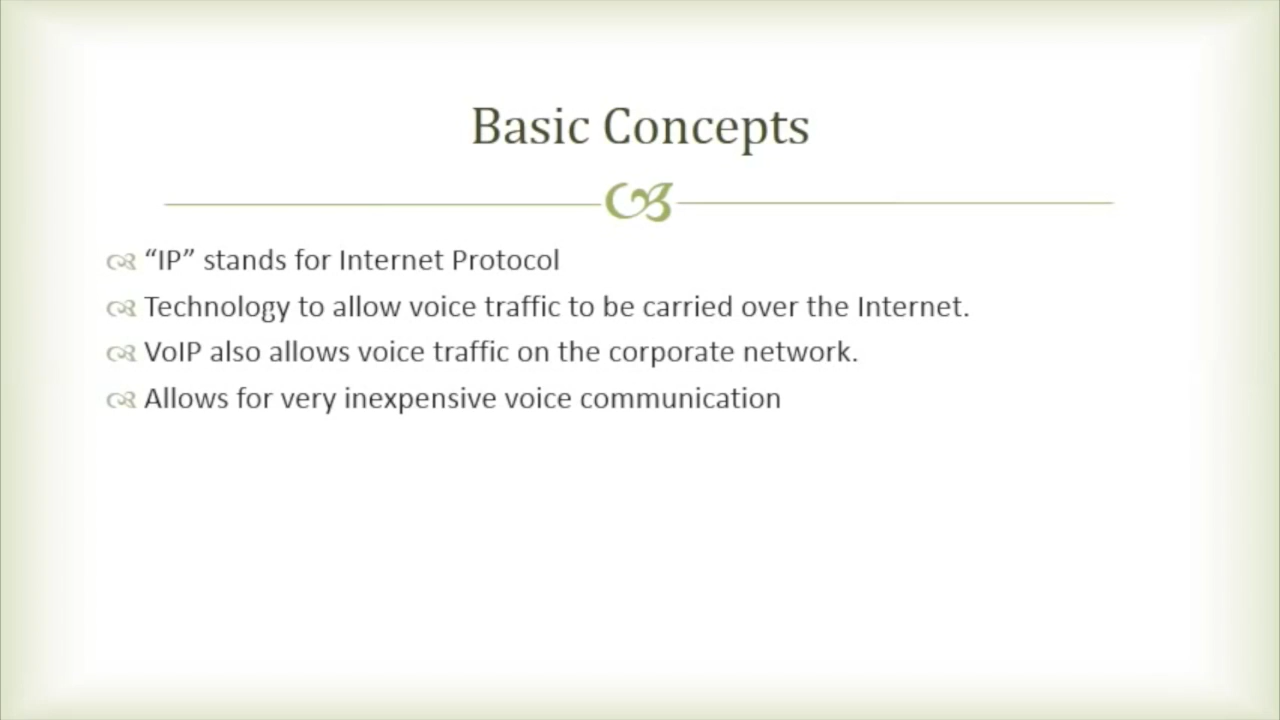 Basic Concepts
“IP” stands for Internet Protocol
Technology to allow voice traffic to be carried over the Internet.
VoIP also allows voice traffic on the corporate network.
Allows for very inexpensive voice communication